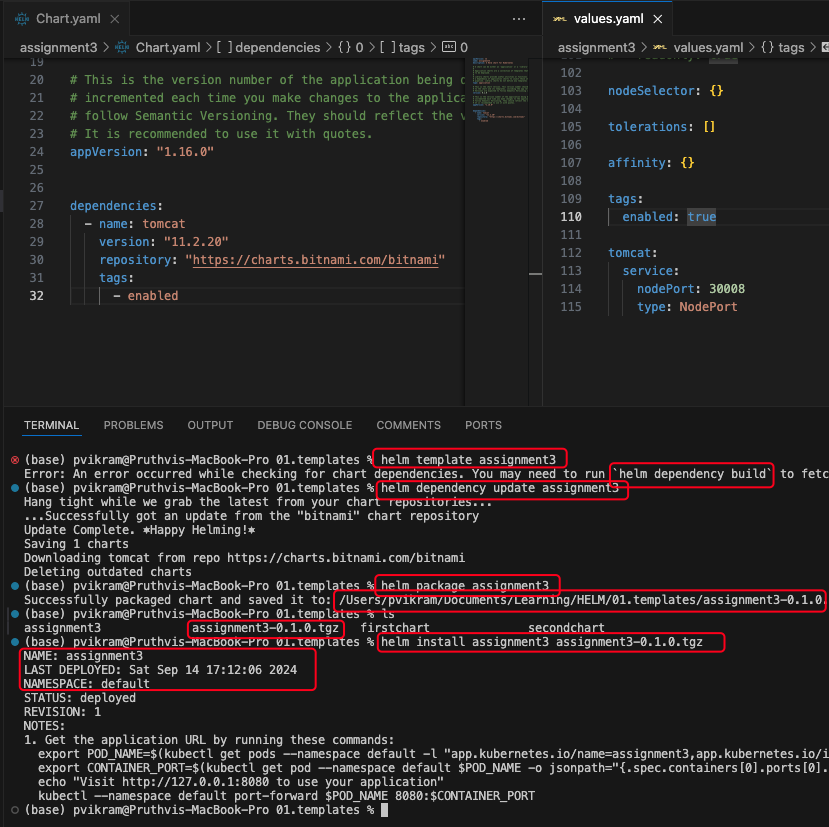 Chart.yaml
assignment3 > Chart.yaml > [ ] dependencies > { } 0 > [ ] tags > abc 0
19
20 # This is the version number of the application being
21 # incremented each time you make changes to the
22 # follow Semantic Versioning. They should reflect the
23 # It is recommended to use it with quotes.
24 appVersion: "1.16.0"
25
26
27 dependencies:
28 - name: tomcat
29 version: "11.2.20"
30 repository: "https://charts.bitnami.com/bitnami"
31 tags:
32 - enabled
values.yaml
assignment3 > values.yaml > { } tags >
102
103 nodeSelector: {}
104
105 tolerations: []
106
107 affinity: {}
108
109 tags:
110 enabled: true
111
112 tomcat:
113 service:
114 nodePort: 30008
115 type: NodePort
TERMINAL PROBLEMS OUTPUT DEBUG CONSOLE COMMENTS PORTS
(base) pvikram@Pruthvis-MacBook-Pro 01.templates % helm template assignment3
Error: An error occurred while checking for chart dependencies. You may need to run `helm dependency build` to fetc
(base) pvikram@Pruthvis-MacBook-Pro 01.templates % helm dependency update assignment3
Hang tight while we grab the latest from your chart repositories...
...Successfully got an update from the "bitnami" chart repository
Update Complete. ⎈Happy Helming!⎈
Saving 1 charts
Downloading tomcat from repo https://charts.bitnami.com/bitnami
Deleting outdated charts
(base) pvikram@Pruthvis-MacBook-Pro 01.templates % helm package assignment3
Successfully packaged chart and saved it to: /Users/pvikram/Documents/Learning/HELM/01.templates/assignment3-0.1.0.
(base) pvikram@Pruthvis-MacBook-Pro 01.templates % ls
assignment3 assignment3-0.1.0.tgz firstchart secondchart
(base) pvikram@Pruthvis-MacBook-Pro 01.templates % helm install assignment3 assignment3-0.1.0.tgz
NAME: assignment3
LAST DEPLOYED: Sat Sep 14 17:12:06 2024
NAMESPACE: default
STATUS: deployed
REVISION: 1
NOTES:
1. Get the application URL by running these commands:
export POD_NAME=$(kubectl get pods --namespace default -l "app.kubernetes.io/name=assignment3,app.kubernetes.io/i
export CONTAINER_PORT=$(kubectl get pod --namespace default $POD_NAME -o jsonpath="{.spec.containers[0].ports[0].
echo "Visit http://127.0.0.1:8080 to use your application"
kubectl --namespace default port-forward $POD_NAME 8080:$CONTAINER_PORT
(base) pvikram@Pruthvis-MacBook-Pro 01.templates %